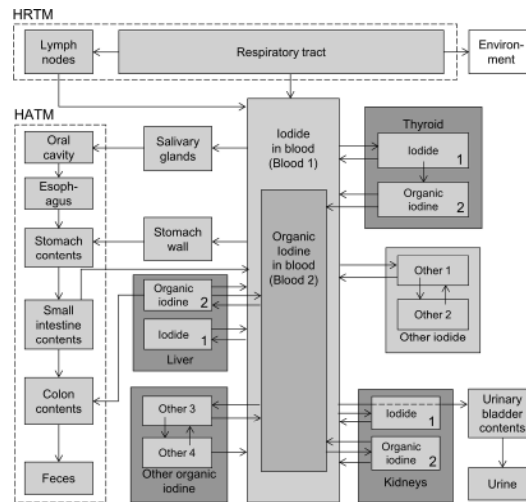 HRTM
Lymph
nodes
Respiratory tract
Environ-
ment
HATM
Oral
cavity
Salivary
glands
Iodide
in blood
(Blood 1)
Thyroid
Iodide
1
Organic
iodine
2
Esoph-
agus
Stomach
contents
Stomach
wall
Organic
Iodine
in blood
(Blood 2)
Other 1
Other 2
Other iodide
Small
intestine
contents
Organic
iodine
2
Iodide
1
Liver
Colon
contents
Other 3
Other 4
Other organic
iodine
Iodide
1
Organic
iodine
2
Kidneys
Urinary
bladder
contents
Feces
Urine